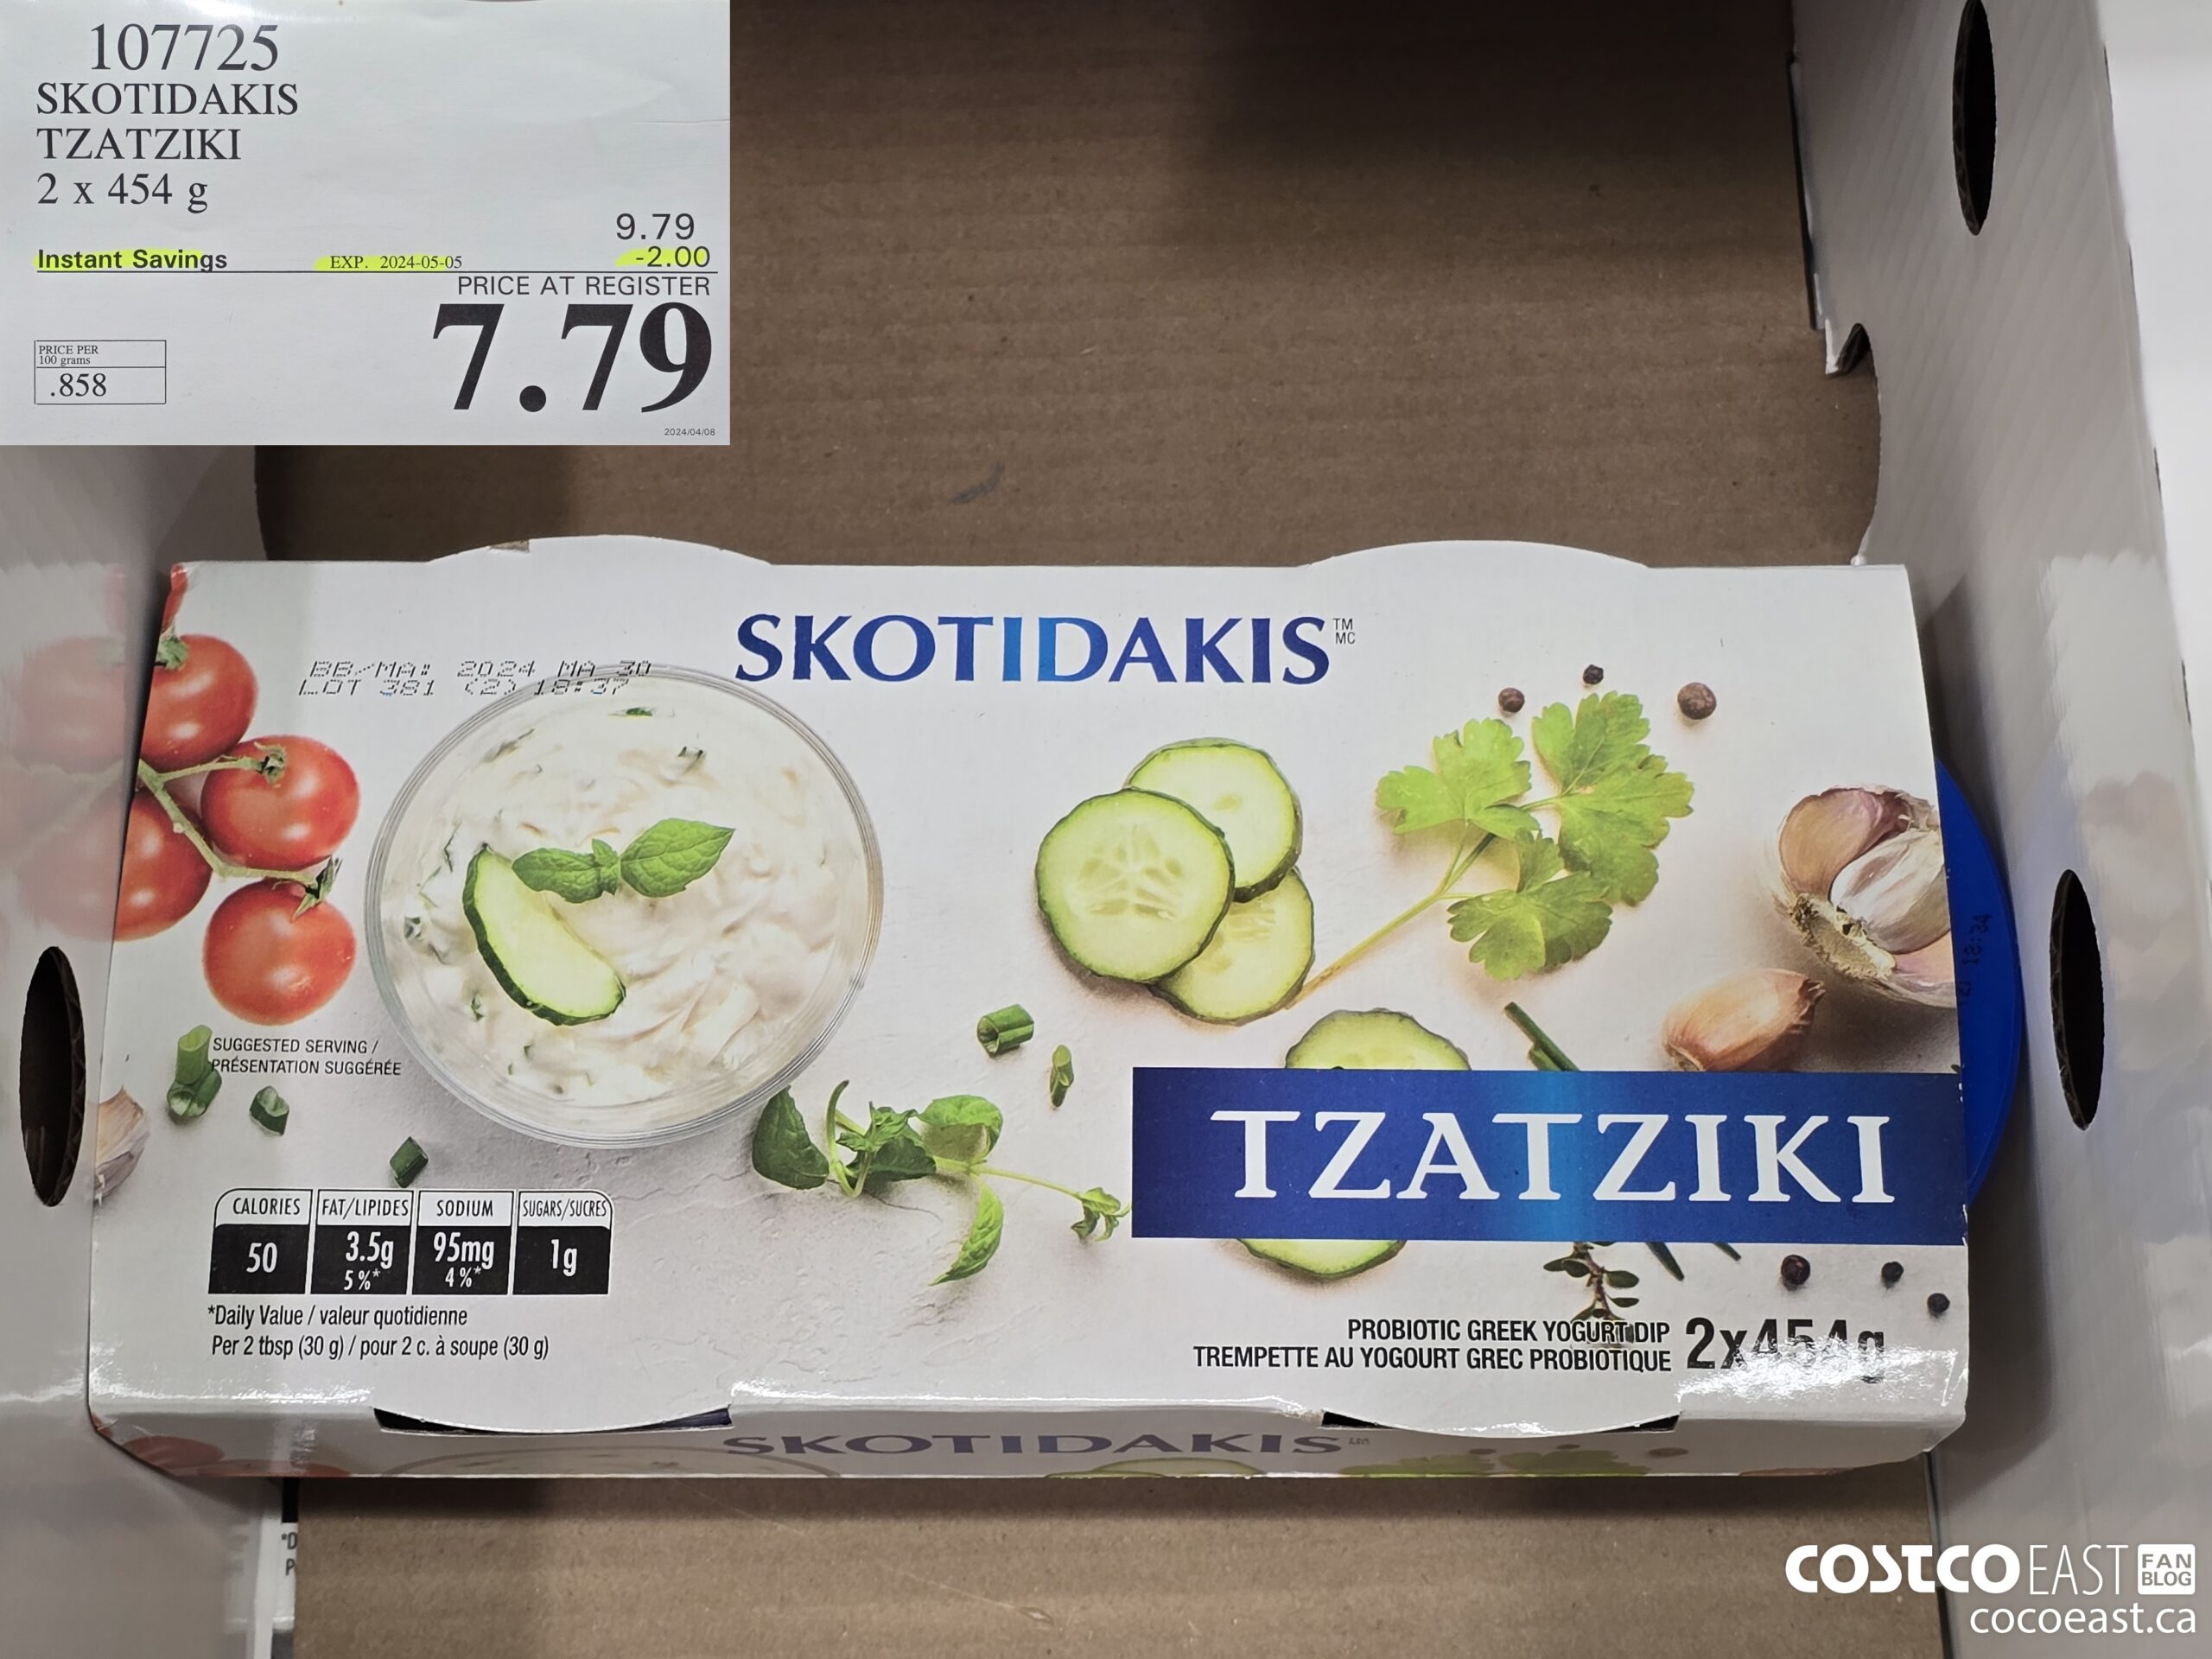 107725
SKOTIDAKIS
TZATZIKI
2 x 454 g
9.79
Instant Savings EXP. 2024-05-05 -2.00
PRICE AT REGISTER
7.79
PRICE PER
100 grams
.858
2024/04/08
SKOTIDAKIS TM
MC
BB/MA: 2024 MA 30
LOT 381 (2) 18:37
SUGGESTED SERVING /
PRÉSENTATION SUGGÉRÉE
TZATZIKI
CALORIES FAT/LIPIDES SODIUM SUGARS/SUCRES
50 3.5g 95mg 1g
5%* 4%*
*Daily Value / valeur quotidienne
Per 2 tbsp (30 g) / pour 2 c. à soupe (30 g)
PROBIOTIC GREEK YOGURT DIP
TREMPETTE AU YOGOURT GREC PROBIOTIQUE
2x454g
SKOTIDAKIS
18:34
COSTCO EAST FAN
BLOG
cocoeast.ca